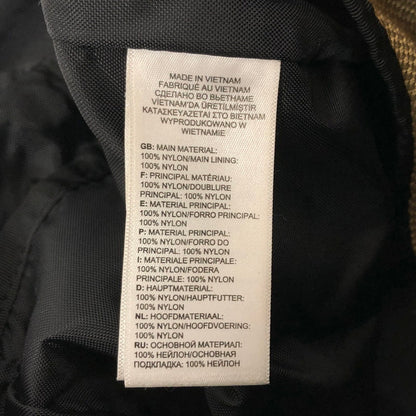 MADE IN VIETNAM
FABRIQUÉ AU VIETNAM
СДЕЛАНО ВО ВЬЕТНАМЕ
VIETNAM'DA ÜRETİLMİŞTİR
ΚΑΤΑΣΚΕΥΑΖΕΤΑΙ ΣΤΟ ΒΙΕΤΝΑΜ
WYPRODUKOWANO W
WIETNAMIE
GB: MAIN MATERIAL:
100% NYLON/MAIN LINING:
100% NYLON
F: PRINCIPAL MATÉRIAU:
100% NYLON/DOUBLURE
PRINCIPAL: 100% NYLON
E: MATERIAL PRINCIPAL:
100% NYLON/FORRO PRINCIPAL:
100% NYLON
P: MATERIAL PRINCIPAL:
100% NYLON/FORRO DO
PRINCIPAL: 100% NYLON
I: MATERIALE PRINCIPALE:
100% NYLON/FODERA
PRINCIPALE: 100% NYLON
D: HAUPTMATERIAL:
100% NYLON/HAUPTFUTTER:
100% NYLON
NL: HOOFDMATERIAAL:
100% NYLON/HOOFDVOERING:
100% NYLON
RU: ОСНОВНОЙ МАТЕРИАЛ:
100% НЕЙЛОН/ОСНОВНАЯ
ПОДКЛАДКА: 100% НЕЙЛОН